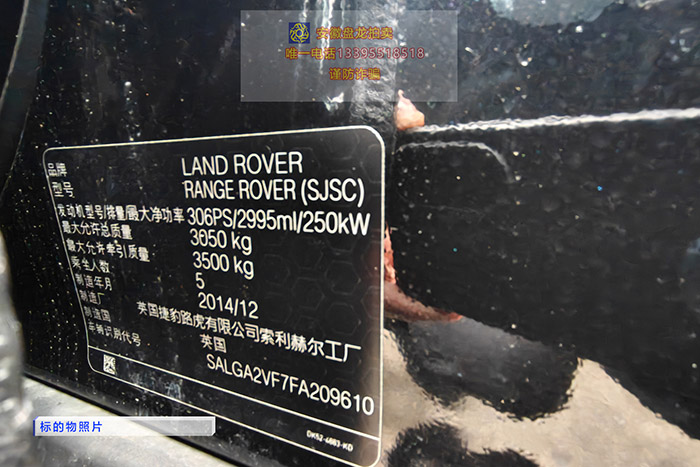 安徽盘龙拍卖
唯一电话13395518518
谨防诈骗
品牌 LAND ROVER
型号 RANGE ROVER (SJSC)
发动机型号/排量/最大净功率 306PS/2995ml/250kW
最大允许总质量 3050 kg
最大允许牵引质量 3500 kg
乘坐人数 5
制造年月 2014/12
制造厂 英国捷豹路虎有限公司索利赫尔工厂
制造国 英国
车辆识别代号 SALGA2VF7FA209610
DK52-6003-KD
标的物照片